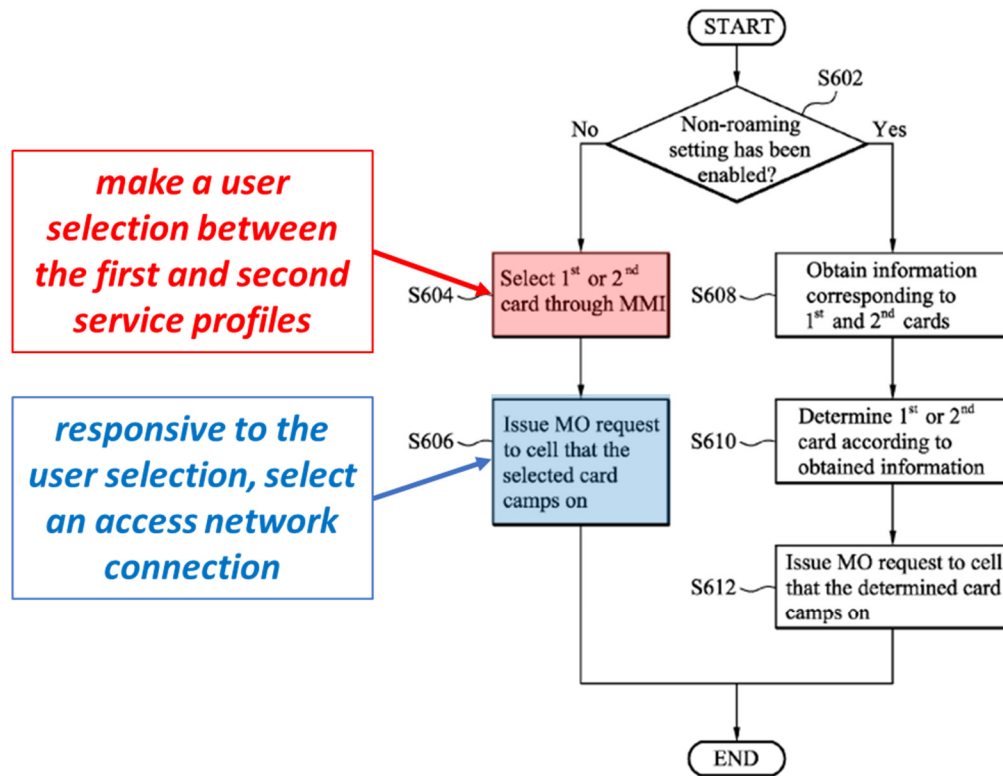 START
S602
No
Non-roaming
setting has been
enabled?
Yes
make a user
selection between
the first and second
service profiles
S604
Select 1st or 2nd
card through MMI
S608
Obtain information
corresponding to
1st and 2nd cards
responsive to the
user selection, select
an access network
connection
S606
Issue MO request
to cell that the
selected card
camps on
S610
Determine 1st or 2nd
card according to
obtained information
S612
Issue MO request to cell
that the determined card
camps on
END